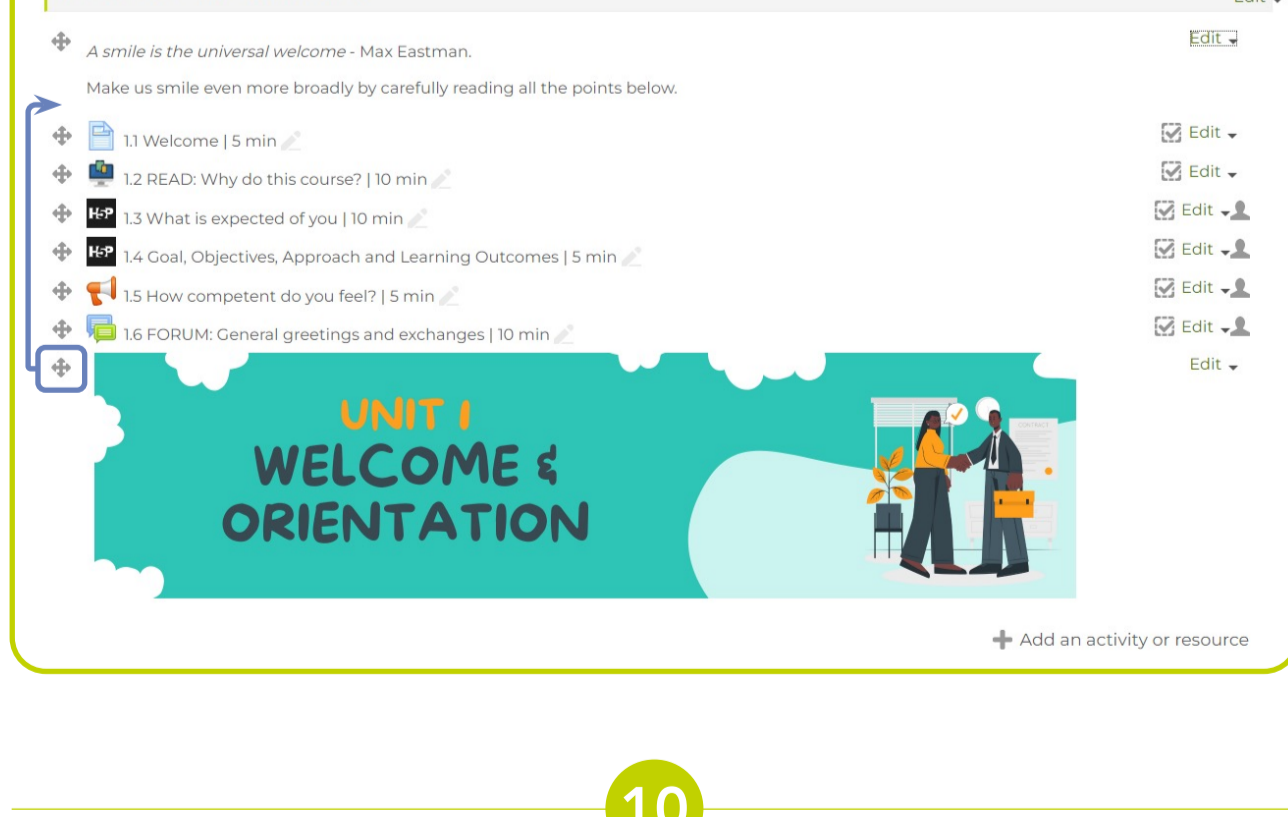 Edit
A smile is the universal welcome - Max Eastman.
Edit
Make us smile even more broadly by carefully reading all the points below.
1.1 Welcome | 5 min
Edit
1.2 READ: Why do this course? | 10 min
Edit
H-P 1.3 What is expected of you | 10 min
Edit
H-P 1.4 Goal, Objectives, Approach and Learning Outcomes | 5 min
Edit
1.5 How competent do you feel? | 5 min
Edit
1.6 FORUM: General greetings and exchanges | 10 min
Edit
Edit
UNIT 1
WELCOME &
ORIENTATION
CONTRACT
Add an activity or resource
10